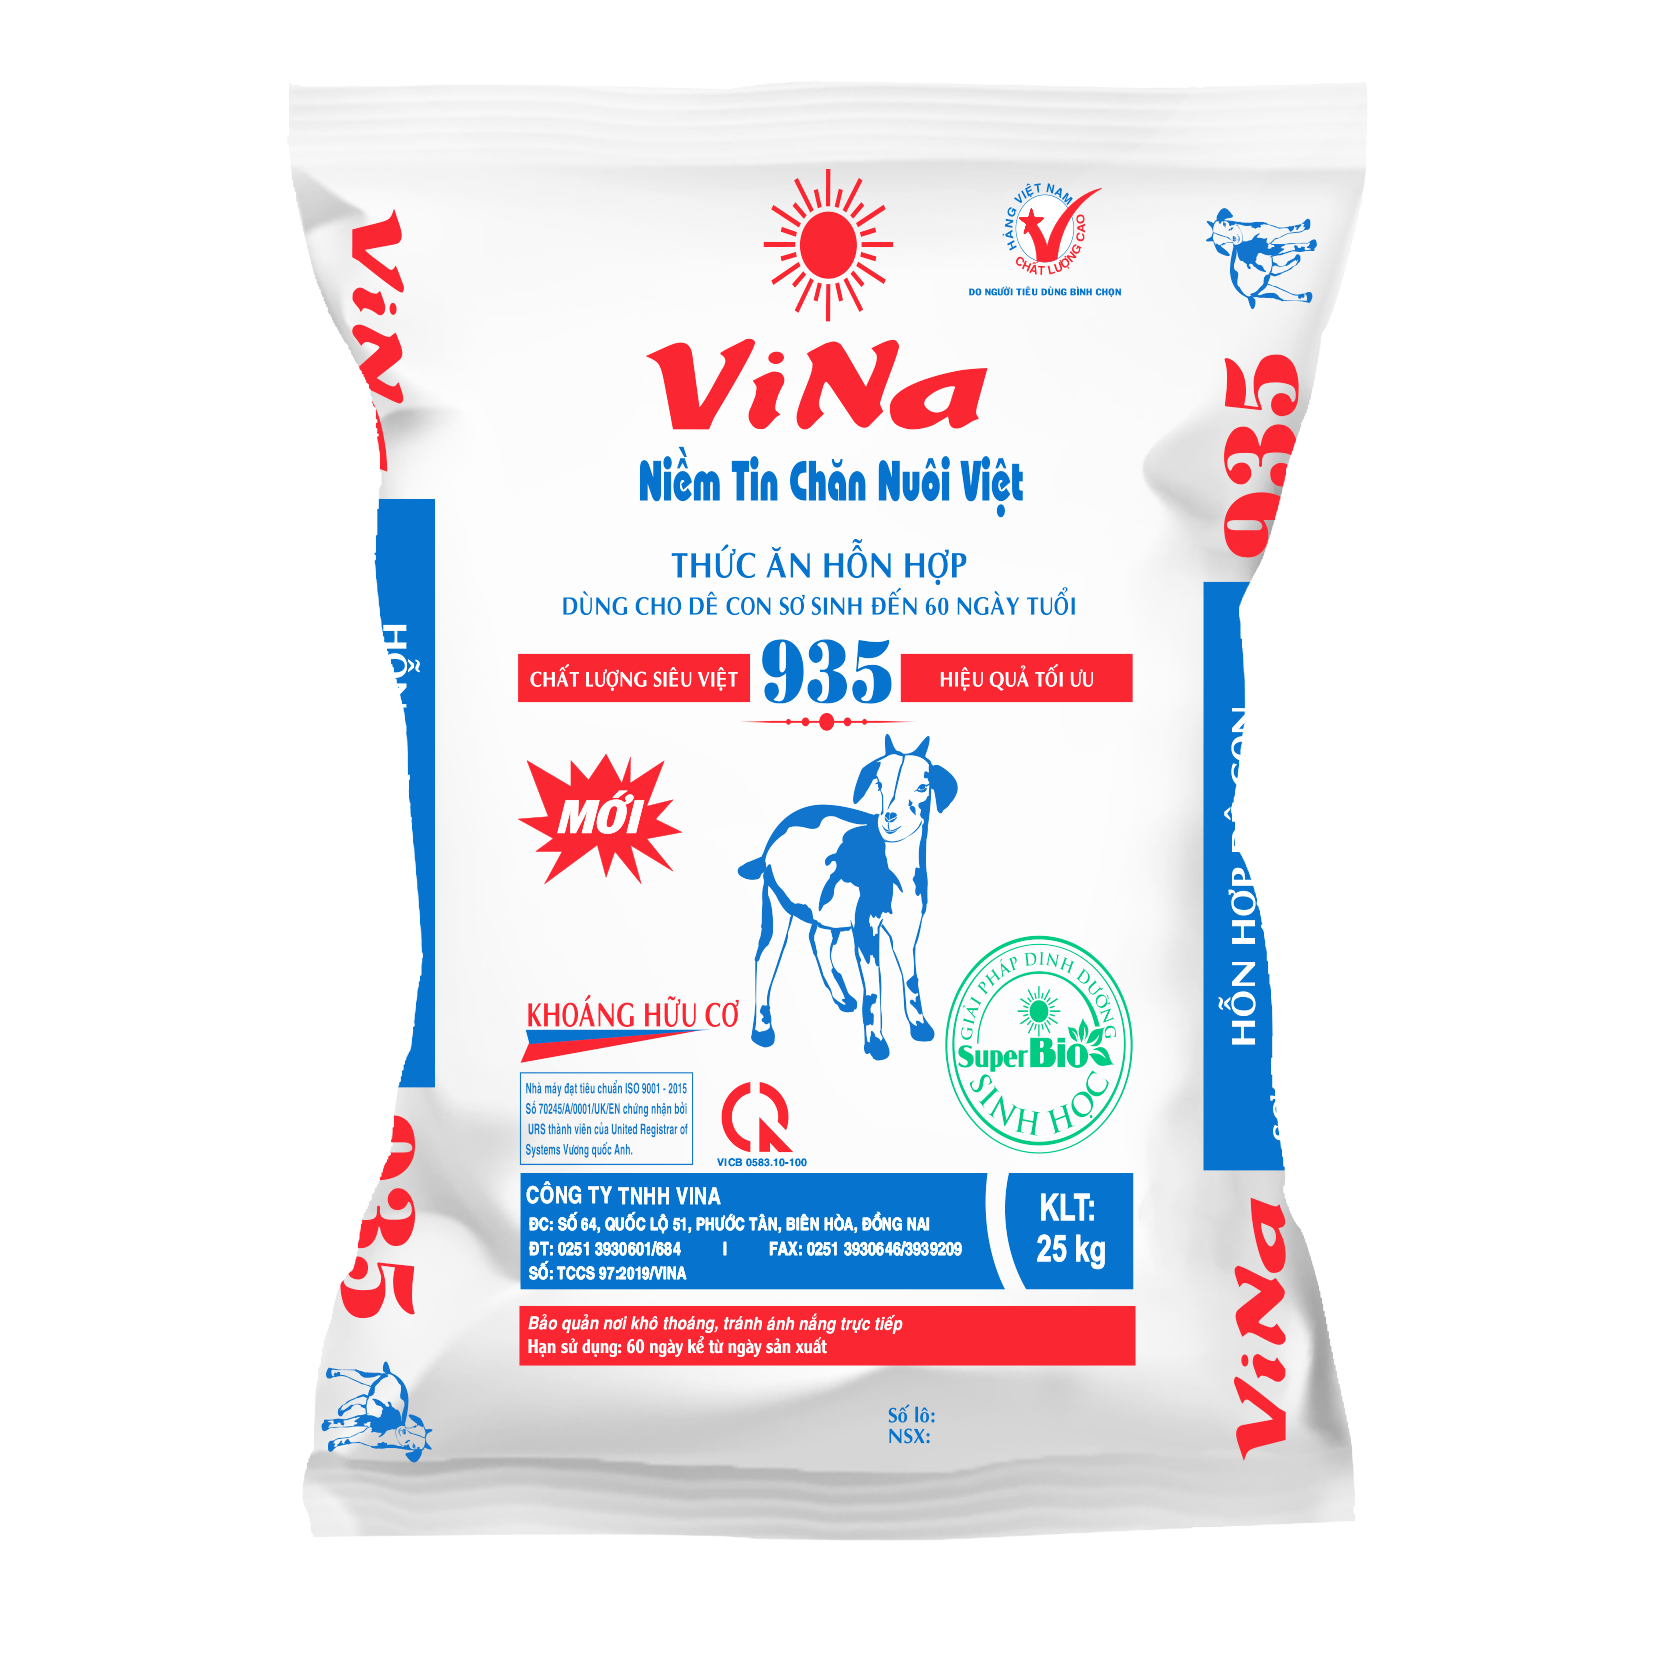 HÀNG VIỆT NAM
CHẤT LƯỢNG CAO
DO NGƯỜI TIÊU DÙNG BÌNH CHỌN
ViNa
Niềm Tin Chăn Nuôi Việt
THỨC ĂN HỖN HỢP
DÙNG CHO DÊ CON SƠ SINH ĐẾN 60 NGÀY TUỔI
CHẤT LƯỢNG SIÊU VIỆT 935 HIỆU QUẢ TỐI ƯU
MỚI
KHOÁNG HỮU CƠ
GIẢI PHÁP DINH DƯỠNG
SuperBio
SINH HỌC
Nhà máy đạt tiêu chuẩn ISO 9001 - 2015
Số 70245/A/0001/UK/EN chứng nhận bởi
URS thành viên của United Registrar of
Systems Vương quốc Anh.
VICB 0583.10-100
CÔNG TY TNHH VINA
ĐC: SỐ 64, QUỐC LỘ 51, PHƯỚC TÂN, BIÊN HÒA, ĐỒNG NAI
ĐT: 0251 3930601/684 I FAX: 0251 3930646/3939209
SỐ: TCCS 97:2019/VINA
KLT:
25 kg
Bảo quản nơi khô thoáng, tránh ánh nắng trực tiếp
Hạn sử dụng: 60 ngày kể từ ngày sản xuất
Số lô:
NSX:
ViNa
HỖN
935
935
HỖN HỢP DÊ CON
ViNa